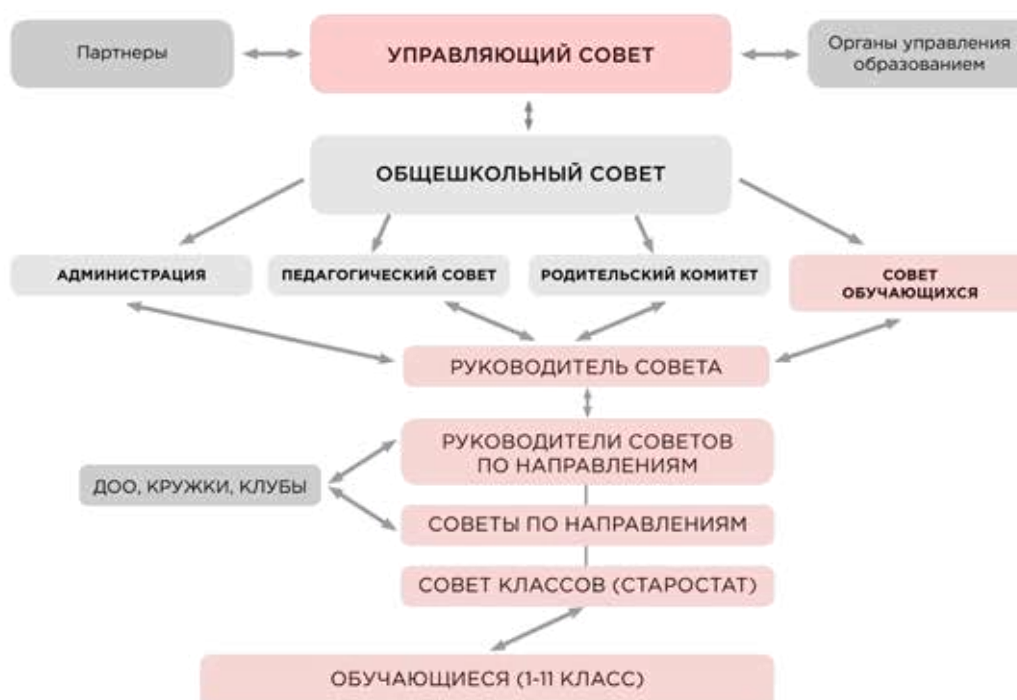 Партнеры
УПРАВЛЯЮЩИЙ СОВЕТ
Органы управления
образованием
ОБЩЕШКОЛЬНЫЙ СОВЕТ
АДМИНИСТРАЦИЯ
ПЕДАГОГИЧЕСКИЙ СОВЕТ
РОДИТЕЛЬСКИЙ КОМИТЕТ
СОВЕТ
ОБУЧАЮЩИХСЯ
РУКОВОДИТЕЛЬ СОВЕТА
РУКОВОДИТЕЛИ СОВЕТОВ
ПО НАПРАВЛЕНИЯМ
ДОО, КРУЖКИ, КЛУБЫ
СОВЕТЫ ПО НАПРАВЛЕНИЯМ
СОВЕТ КЛАССОВ (СТАРОСТАТ)
ОБУЧАЮЩИЕСЯ (1-11 КЛАСС)